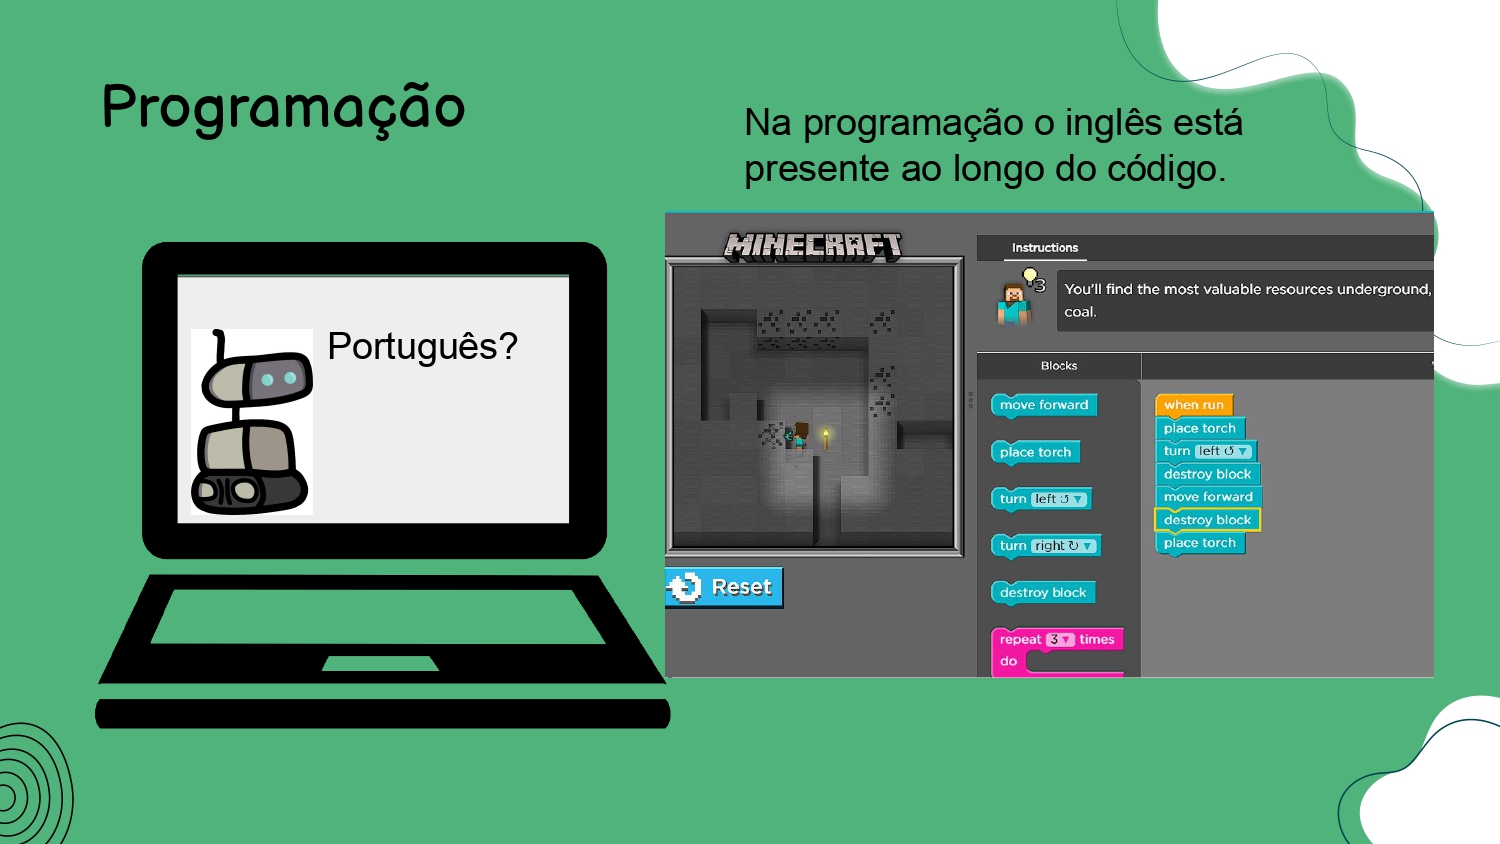 Programação
Na programação o inglês está
presente ao longo do código.
Português?
MINECRAFT
Reset
Instructions
3
You'll find the most valuable resources underground,
coal.
Blocks
move forward
place torch
turn left ↺ ▼
turn right ↻ ▼
destroy block
repeat 3 ▼ times
do
when run
place torch
turn left ↺ ▼
destroy block
move forward
destroy block
place torch